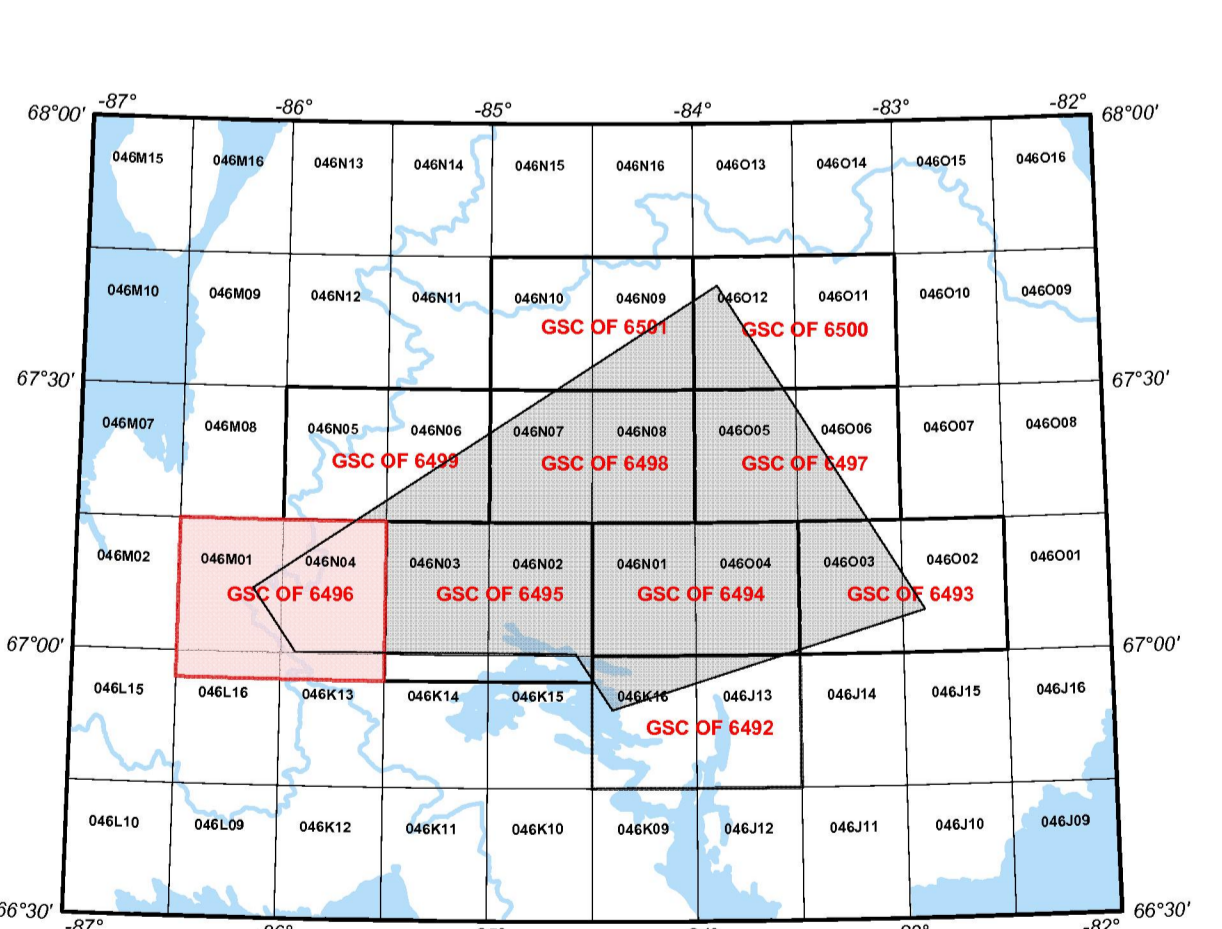 -87° -86° -85° -84° -83° -82°
68°00' 68°00'
046M15 046M16 046N13 046N14 046N15 046N16 046O13 046O14 046O15 046O16
046M10 046M09 046N12 046N11 046N10 046N09 046O12 046O11 046O10 046O09
GSC OF 6501 GSC OF 6500
67°30' 67°30'
046M07 046M08 046N05 046N06 046N07 046N08 046O05 046O06 046O07 046O08
GSC OF 6499 GSC OF 6498 GSC OF 6497
046M02 046M01 046N04 046N03 046N02 046N01 046O04 046O03 046O02 046O01
GSC OF 6496 GSC OF 6495 GSC OF 6494 GSC OF 6493
67°00' 67°00'
046L15 046L16 046K13 046K14 046K15 046K16 046J13 046J14 046J15 046J16
GSC OF 6492
046L10 046L09 046K12 046K11 046K10 046K09 046J12 046J11 046J10 046J09
66°30' 66°30'
-87° -82°